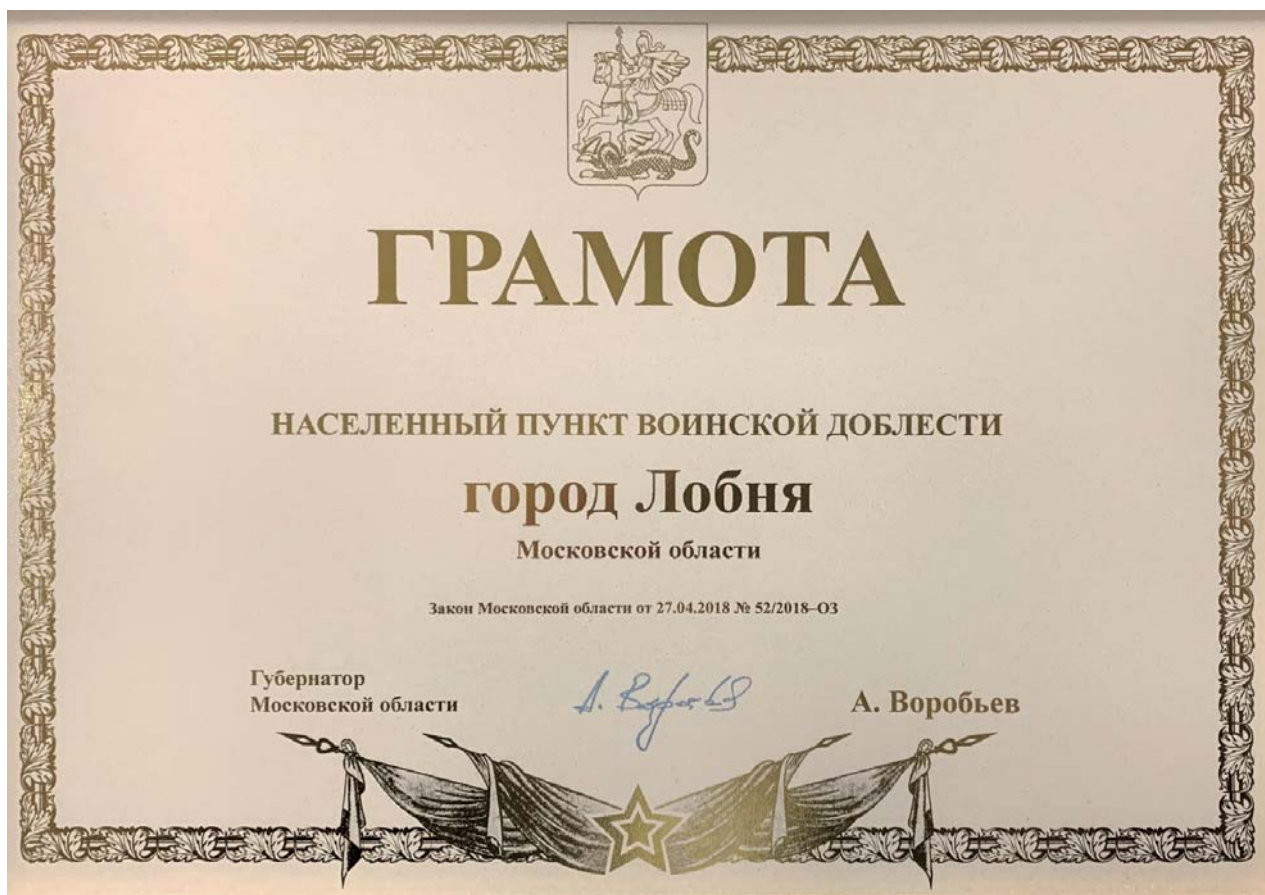 ГРАМОТА
НАСЕЛЕННЫЙ ПУНКТ ВОИНСКОЙ ДОБЛЕСТИ
город Лобня
Московской области
Закон Московской области от 27.04.2018 № 52/2018–ОЗ
Губернатор
Московской области
А. Воробьев